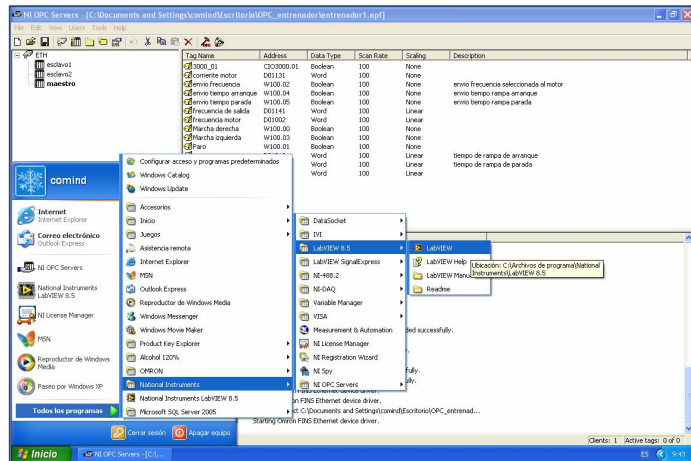 NI OPC Servers - [C:\Documents and Settings\comind\Escritorio\OPC_entrenador\entrenador1.opf]
File Edit View Users Tools Help
ETH
esclavo1
esclavo2
maestro
Tag Name Address Data Type Scan Rate Scaling Description
3000_01 CIO3000.01 Boolean 100 None
corriente motor D01131 Word 100 None
envio frecuencia W100.02 Boolean 100 None envio frecuencia seleccionada al motor
envio tiempo arranque W100.04 Boolean 100 None envio tiempo rampa arranque
envio tiempo parada W100.05 Boolean 100 None envio tiempo rampa parada
frecuencia de salida D01141 Word 100 Linear
frecuencia motor D01002 Word 100 Linear
Marcha derecha W100.00 Boolean 100 None
Marcha izquierda W100.03 Boolean 100 None
Paro W100.01 Boolean 100 None
Word 100 Linear tiempo de rampa de arranque
Word 100 Linear tiempo de rampa de parada
Word 100 Linear
comind
Internet
Internet Explorer
Correo electrónico
Outlook Express
NI OPC Servers
National Instruments LabVIEW 8.5
NI License Manager
MSN
Reproductor de Windows Media
Paseo por Windows XP
Todos los programas
Configurar acceso y programas predeterminados
Windows Catalog
Windows Update
Accesorios
Inicio
Juegos
Asistencia remota
Internet Explorer
MSN
Outlook Express
Reproductor de Windows Media
Windows Messenger
Windows Movie Maker
Product Key Explorer
Alcohol 120%
OMRON
National Instruments
National Instruments LabVIEW 8.5
Microsoft SQL Server 2005
DataSocket
IVI
LabVIEW 8.5
LabVIEW SignalExpress
NI-488.2
NI-DAQ
Variable Manager
VISA
Measurement & Automation
NI License Manager
NI Registration Wizard
NI Spy
NI OPC Servers
LabVIEW
LabVIEW Help
LabVIEW Manu
Readme
Ubicación: C:\Archivos de programa\National
Instruments\LabVIEW 8.5
ded successfully.
fully.
n FINS Ethernet device driver.
ct C:\Documents and Settings\comind\Escritorio\OPC_entrenad...
Starting Omron FINS Ethernet device driver.
Cerrar sesión Apagar equipo
Clients: 1 Active tags: 0 of 0
Inicio NI OPC Servers - [C:\... ES 9:43